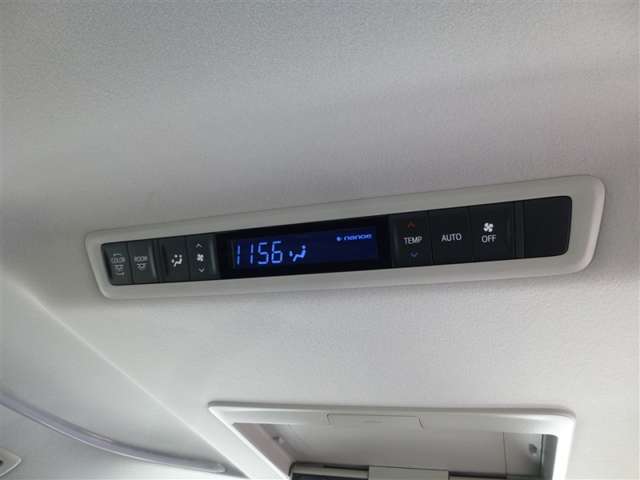 COLOR
ROOM
1156
nanoe
TEMP
AUTO
OFF